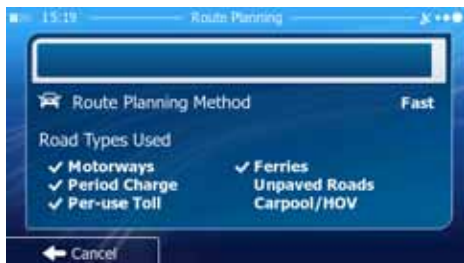 15:19 Route Planning
Route Planning Method Fast
Road Types Used
Motorways Ferries
Period Charge Unpaved Roads
Per-use Toll Carpool/HOV
Cancel